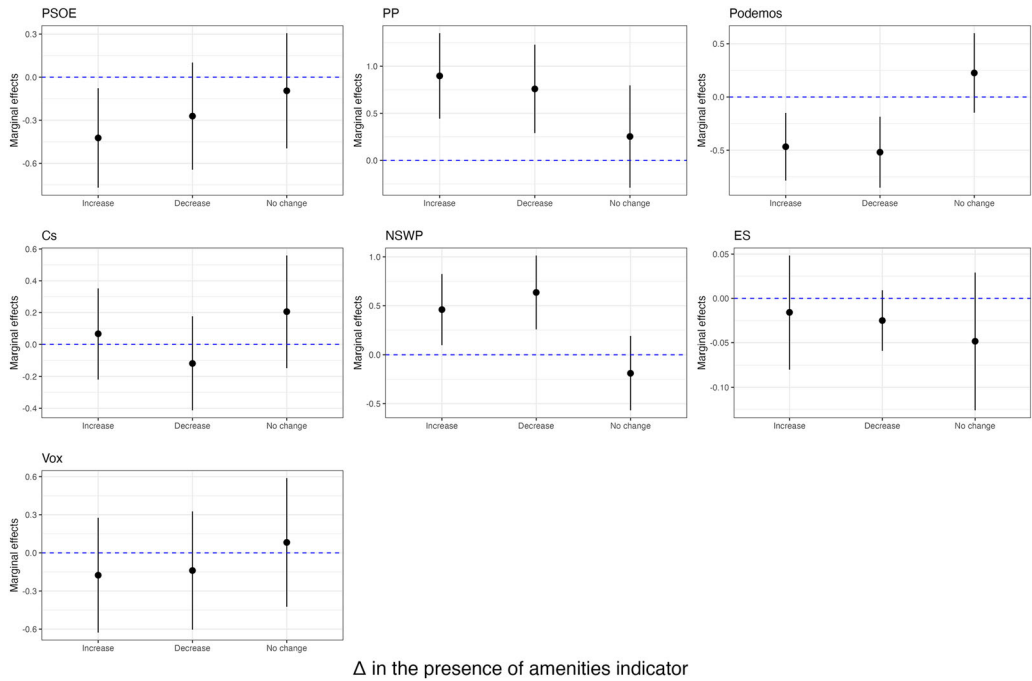 PSOE
Marginal effects
0.3
0.0
-0.3
-0.6
Increase Decrease No change
PP
Marginal effects
1.0
0.5
0.0
Increase Decrease No change
Podemos
Marginal effects
0.5
0.0
-0.5
Increase Decrease No change
Cs
Marginal effects
0.6
0.4
0.2
0.0
-0.2
-0.4
Increase Decrease No change
NSWP
Marginal effects
1.0
0.5
0.0
-0.5
Increase Decrease No change
ES
Marginal effects
0.05
0.00
-0.05
-0.10
Increase Decrease No change
Vox
Marginal effects
0.6
0.3
0.0
-0.3
-0.6
Increase Decrease No change
Δ in the presence of amenities indicator